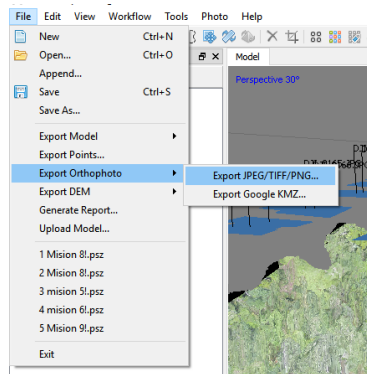 File Edit View Workflow Tools Photo Help
New Ctrl+N
Open... Ctrl+O
Model
Append...
Perspective 30°
Save Ctrl+S
Save As...
Export Model
Export Points...
Export Orthophoto
Export JPEG/TIFF/PNG...
Export DEM
Export Google KMZ...
Generate Report...
Upload Model...
1 Mision 8!.psz
2 Mision 8!.psz
3 mision 5!.psz
4 mision 6!.psz
5 Mision 9!.psz
Exit